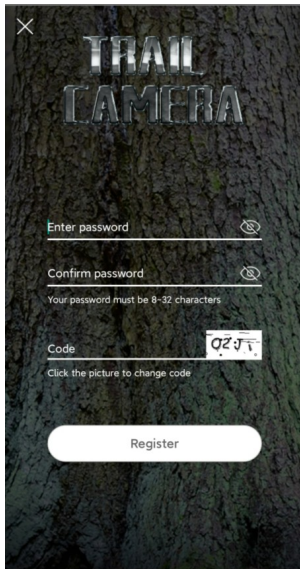 TRAIL
CAMERA
Enter password
Confirm password
Your password must be 8-32 characters
Code
Click the picture to change code
Register